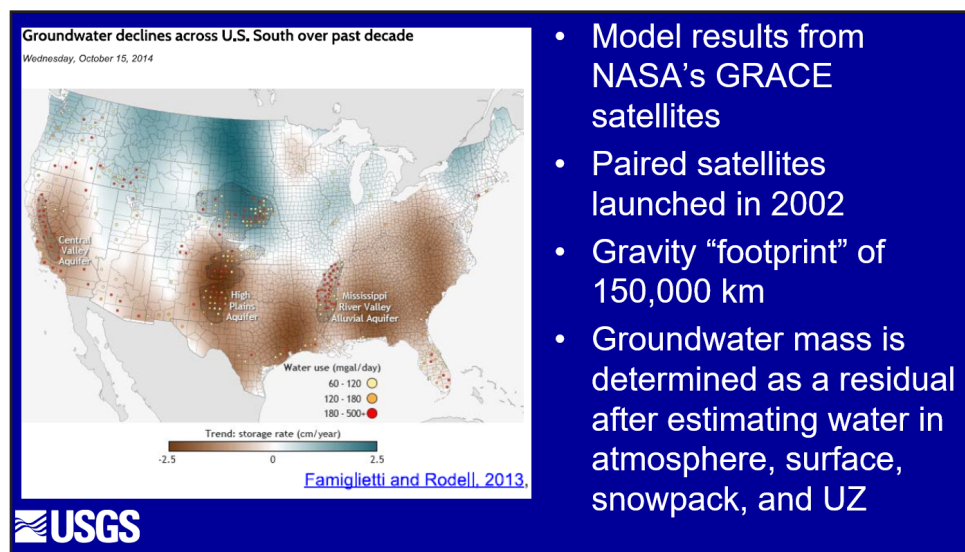 Groundwater declines across U.S. South over past decade
Wednesday, October 15, 2014
Central
Valley
Aquifer
High
Plains
Aquifer
Mississippi
River Valley
Alluvial Aquifer
Water use (mgal/day)
60 - 120
120 - 180
180 - 500+
Trend: storage rate (cm/year)
-2.5 0 2.5
Famiglietti and Rodell, 2013,
USGS
• Model results from
NASA’s GRACE
satellites
• Paired satellites
launched in 2002
• Gravity “footprint” of
150,000 km
• Groundwater mass is
determined as a residual
after estimating water in
atmosphere, surface,
snowpack, and UZ